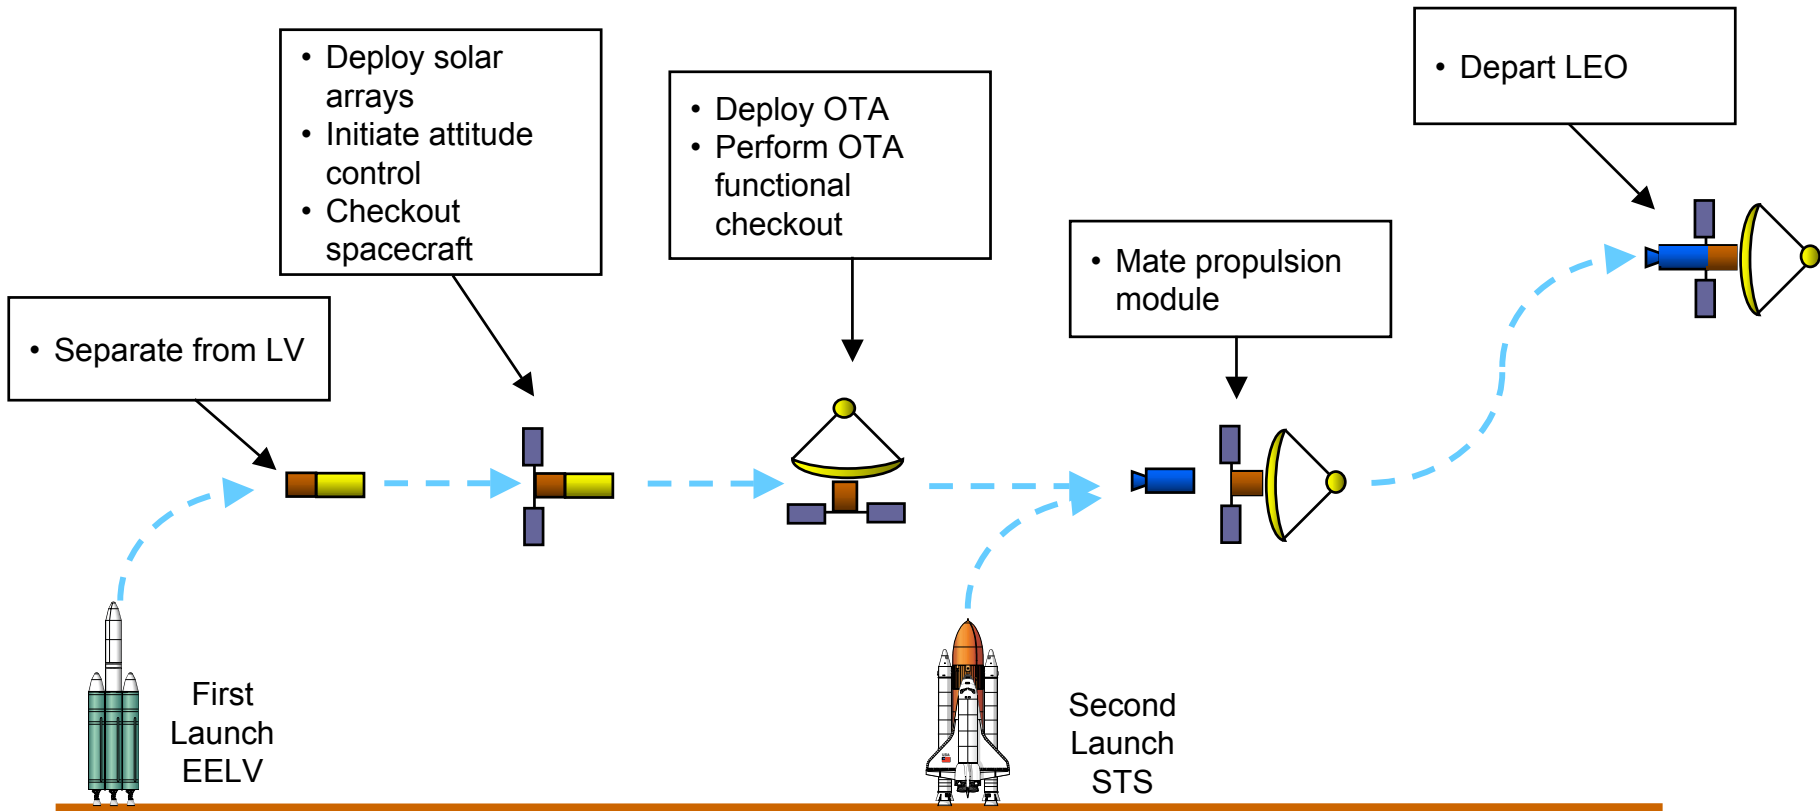 • Separate from LV
• Deploy solar
arrays
• Initiate attitude
control
• Checkout
spacecraft
• Deploy OTA
• Perform OTA
functional
checkout
• Mate propulsion
module
• Depart LEO
First
Launch
EELV
Second
Launch
STS